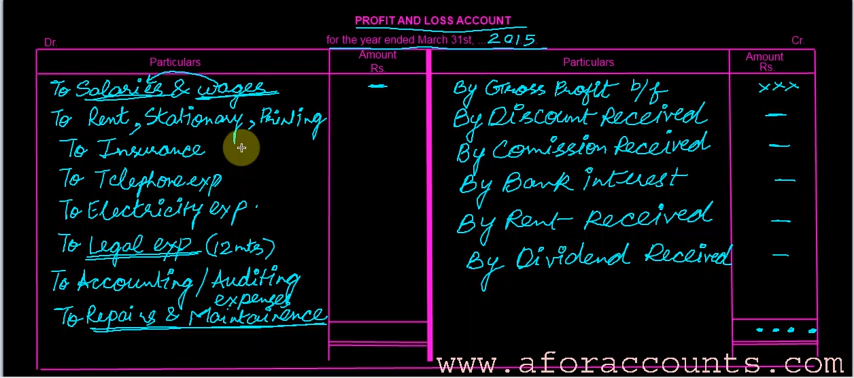 PROFIT AND LOSS ACCOUNT
for the year ended March 31st, ...2015
Dr.
Cr
Particulars
Amount
Rs.
Particulars
Amount
Rs.
To Salaries & wages
—
By Gross Profit b/f
xxx
To Rent, Stationary, Printing
By Discount Received
—
To Insurance
By Comission Received
—
To Telephone exp
By Bank interest
—
To Electricity exp.
By Rent Received
—
To Legal exp (12 mts)
By Dividend Received
—
To Accounting / Auditing
expenses
To Repairs & Maintairence
....
www.aforaccounts.com